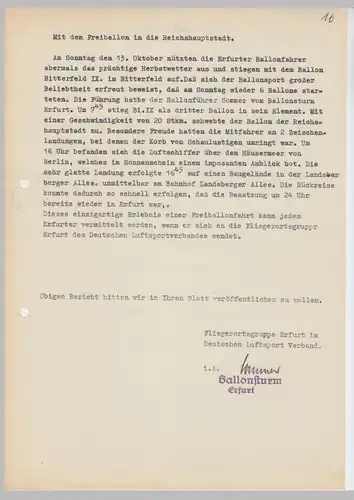 16
Mit dem Freiballon in die Reichshauptstadt.
Am Sonntag den 13. Oktober nützten die Erfurter Ballonfahrer
abermals das prächtige Herbstwetter aus und stiegen mit dem Ballon
Bitterfeld IX. in Bitterfeld auf.Daß sich der Ballonsport großer
Beliebtheit erfreut beweist, daß am Sonntag wieder 6 Ballone star-
teten. Die Führung hatte der Ballonführer Sommer vom Ballonsturm
Erfurt. Um 7⁴⁵ stieg Bi.IX als dritter Ballon in sein Element. Mit
einer Geschwindigkeit von 20 Stkm. schwebte der Ballon der Reichs-
hauptstadt zu. Besondere Freude hatten die Mitfahrer an 2 Zwischen-
landungen, bei denen der Korb von Schaulustigen umringt war. Um
16 Uhr befanden sich die Luftschiffer über dem Häusermeer von
Berlin, welches im Sonnenschein einen imposanten Anblick bot. Die
sehr glatte Landung erfolgte 16⁴⁵ auf einen Baugelände in der Landsber
berger Allee. unmittelbar am Bahnhof Landsberger Allee. Die Rückreise
konnte dadurch so schnell erfolgen, daß die Besatzung um 24 Uhr
bereits wieder in Erfurt war,.
Dieses einzigartige Erlebnis einer Freiballonfahrt kann jeden
Erfurter vermittelt werden, wenn er sich an die Fliegerortsgruppr
Erfurt des Deutschen Luftsportverbandes wendet.
Obigen Bericht bitten wir in Ihren Blatt veröffentlichen zu wollen.
Fliegerortsgruppe Erfurt im
Deutschen Luftsport Verband.
i.A. Sommer
Ballonsturm
Erfurt